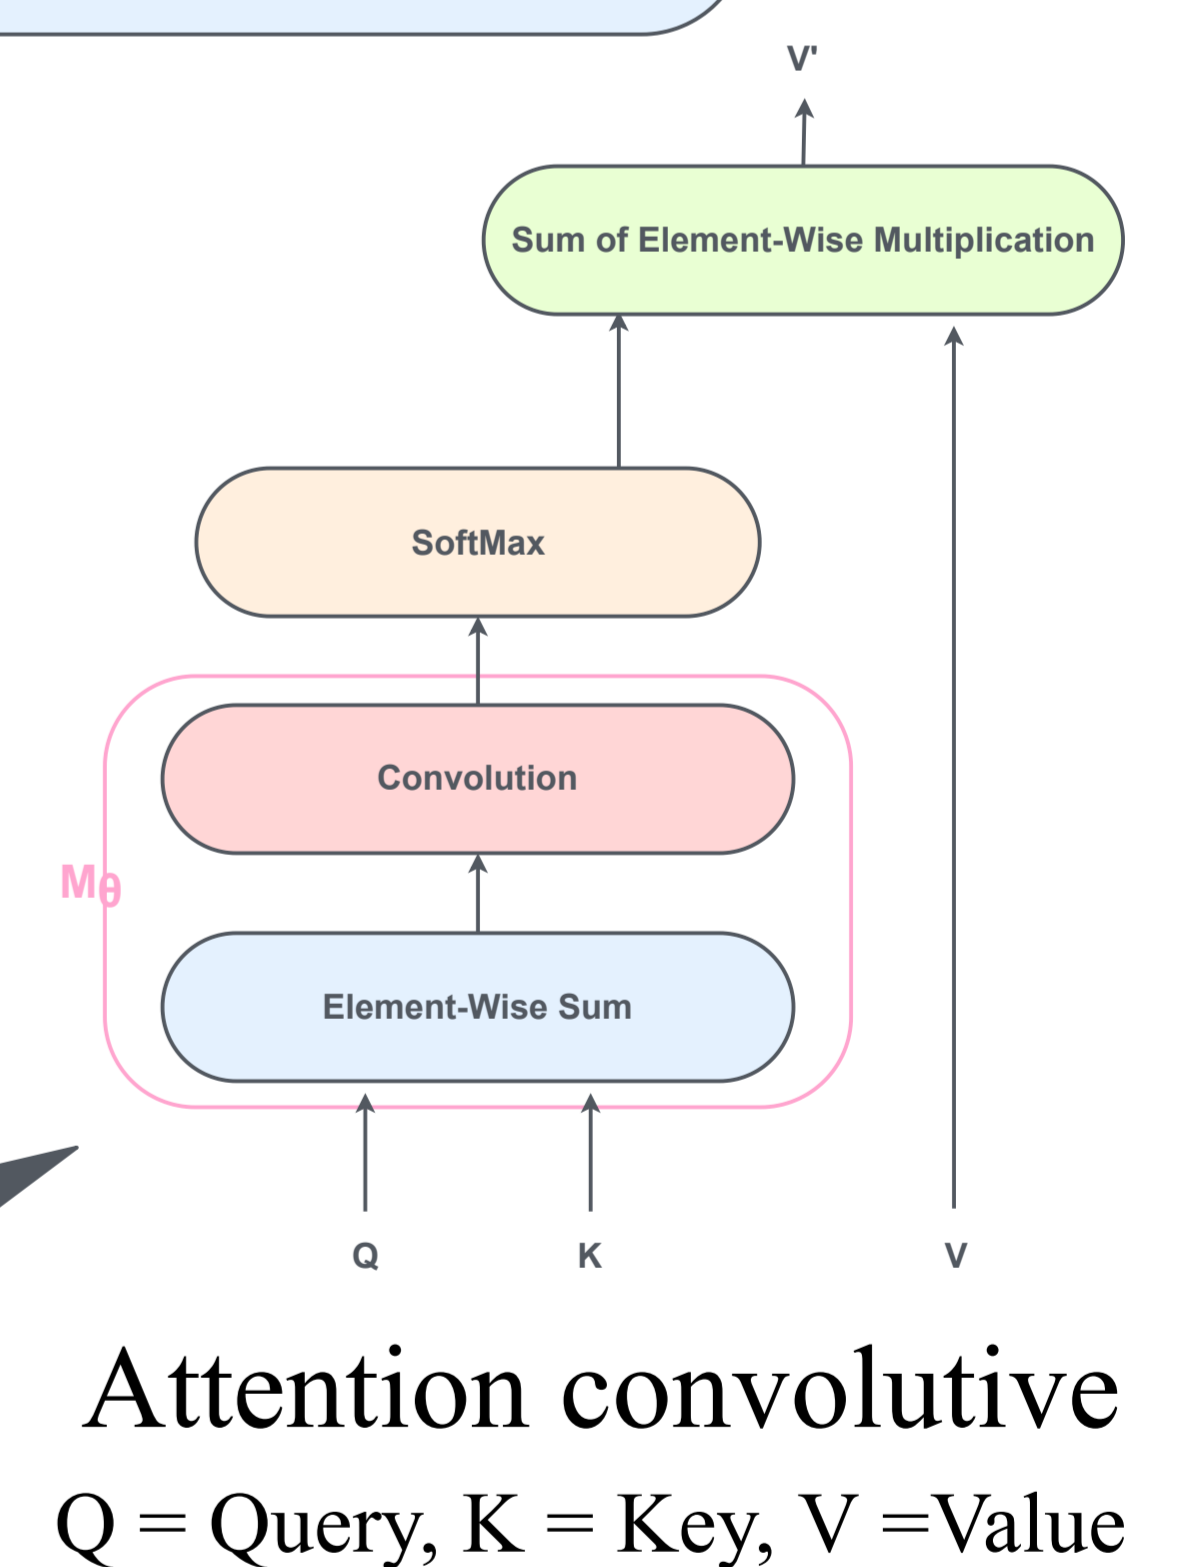 V'
Sum of Element-Wise Multiplication
SoftMax
Convolution
Mθ
Element-Wise Sum
Q K V
Attention convolutive
Q = Query, K = Key, V =Value